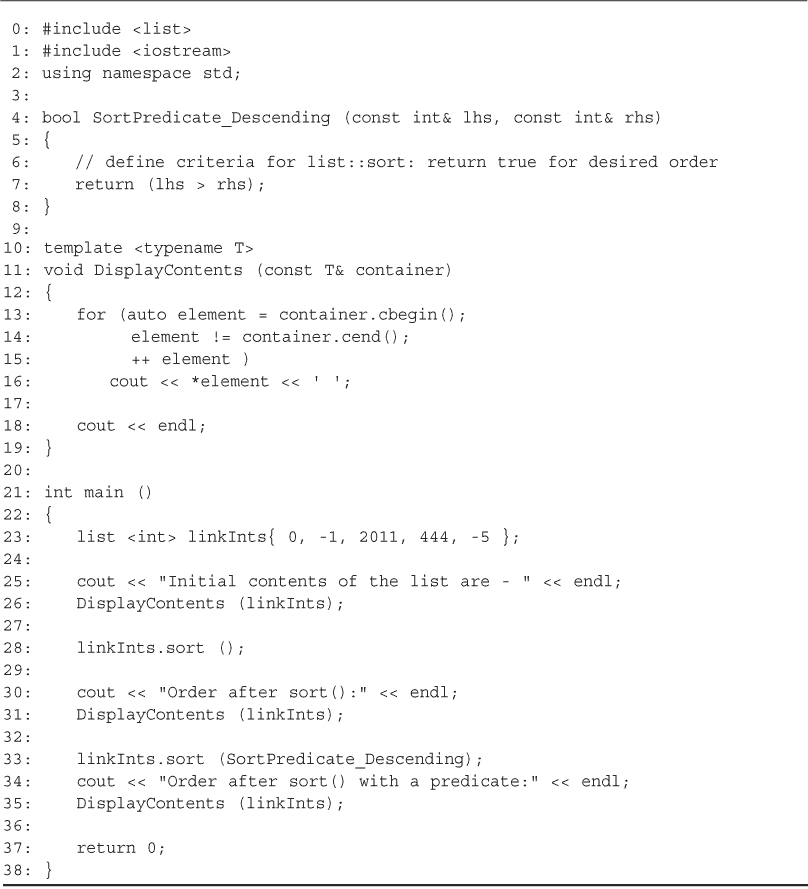 0: #include <list>
1: #include <iostream>
2: using namespace std;
3:
4: bool SortPredicate_Descending (const int& lhs, const int& rhs)
5: {
6:    // define criteria for list::sort: return true for desired order
7:    return (lhs > rhs);
8: }
9:
10: template <typename T>
11: void DisplayContents (const T& container)
12: {
13:    for (auto element = container.cbegin();
14:          element != container.cend();
15:          ++ element )
16:       cout << *element << ' ';
17:
18:    cout << endl;
19: }
20:
21: int main ()
22: {
23:    list <int> linkInts{ 0, -1, 2011, 444, -5 };
24:
25:    cout << "Initial contents of the list are - " << endl;
26:    DisplayContents (linkInts);
27:
28:    linkInts.sort ();
29:
30:    cout << "Order after sort():" << endl;
31:    DisplayContents (linkInts);
32:
33:    linkInts.sort (SortPredicate_Descending);
34:    cout << "Order after sort() with a predicate:" << endl;
35:    DisplayContents (linkInts);
36:
37:    return 0;
38: }